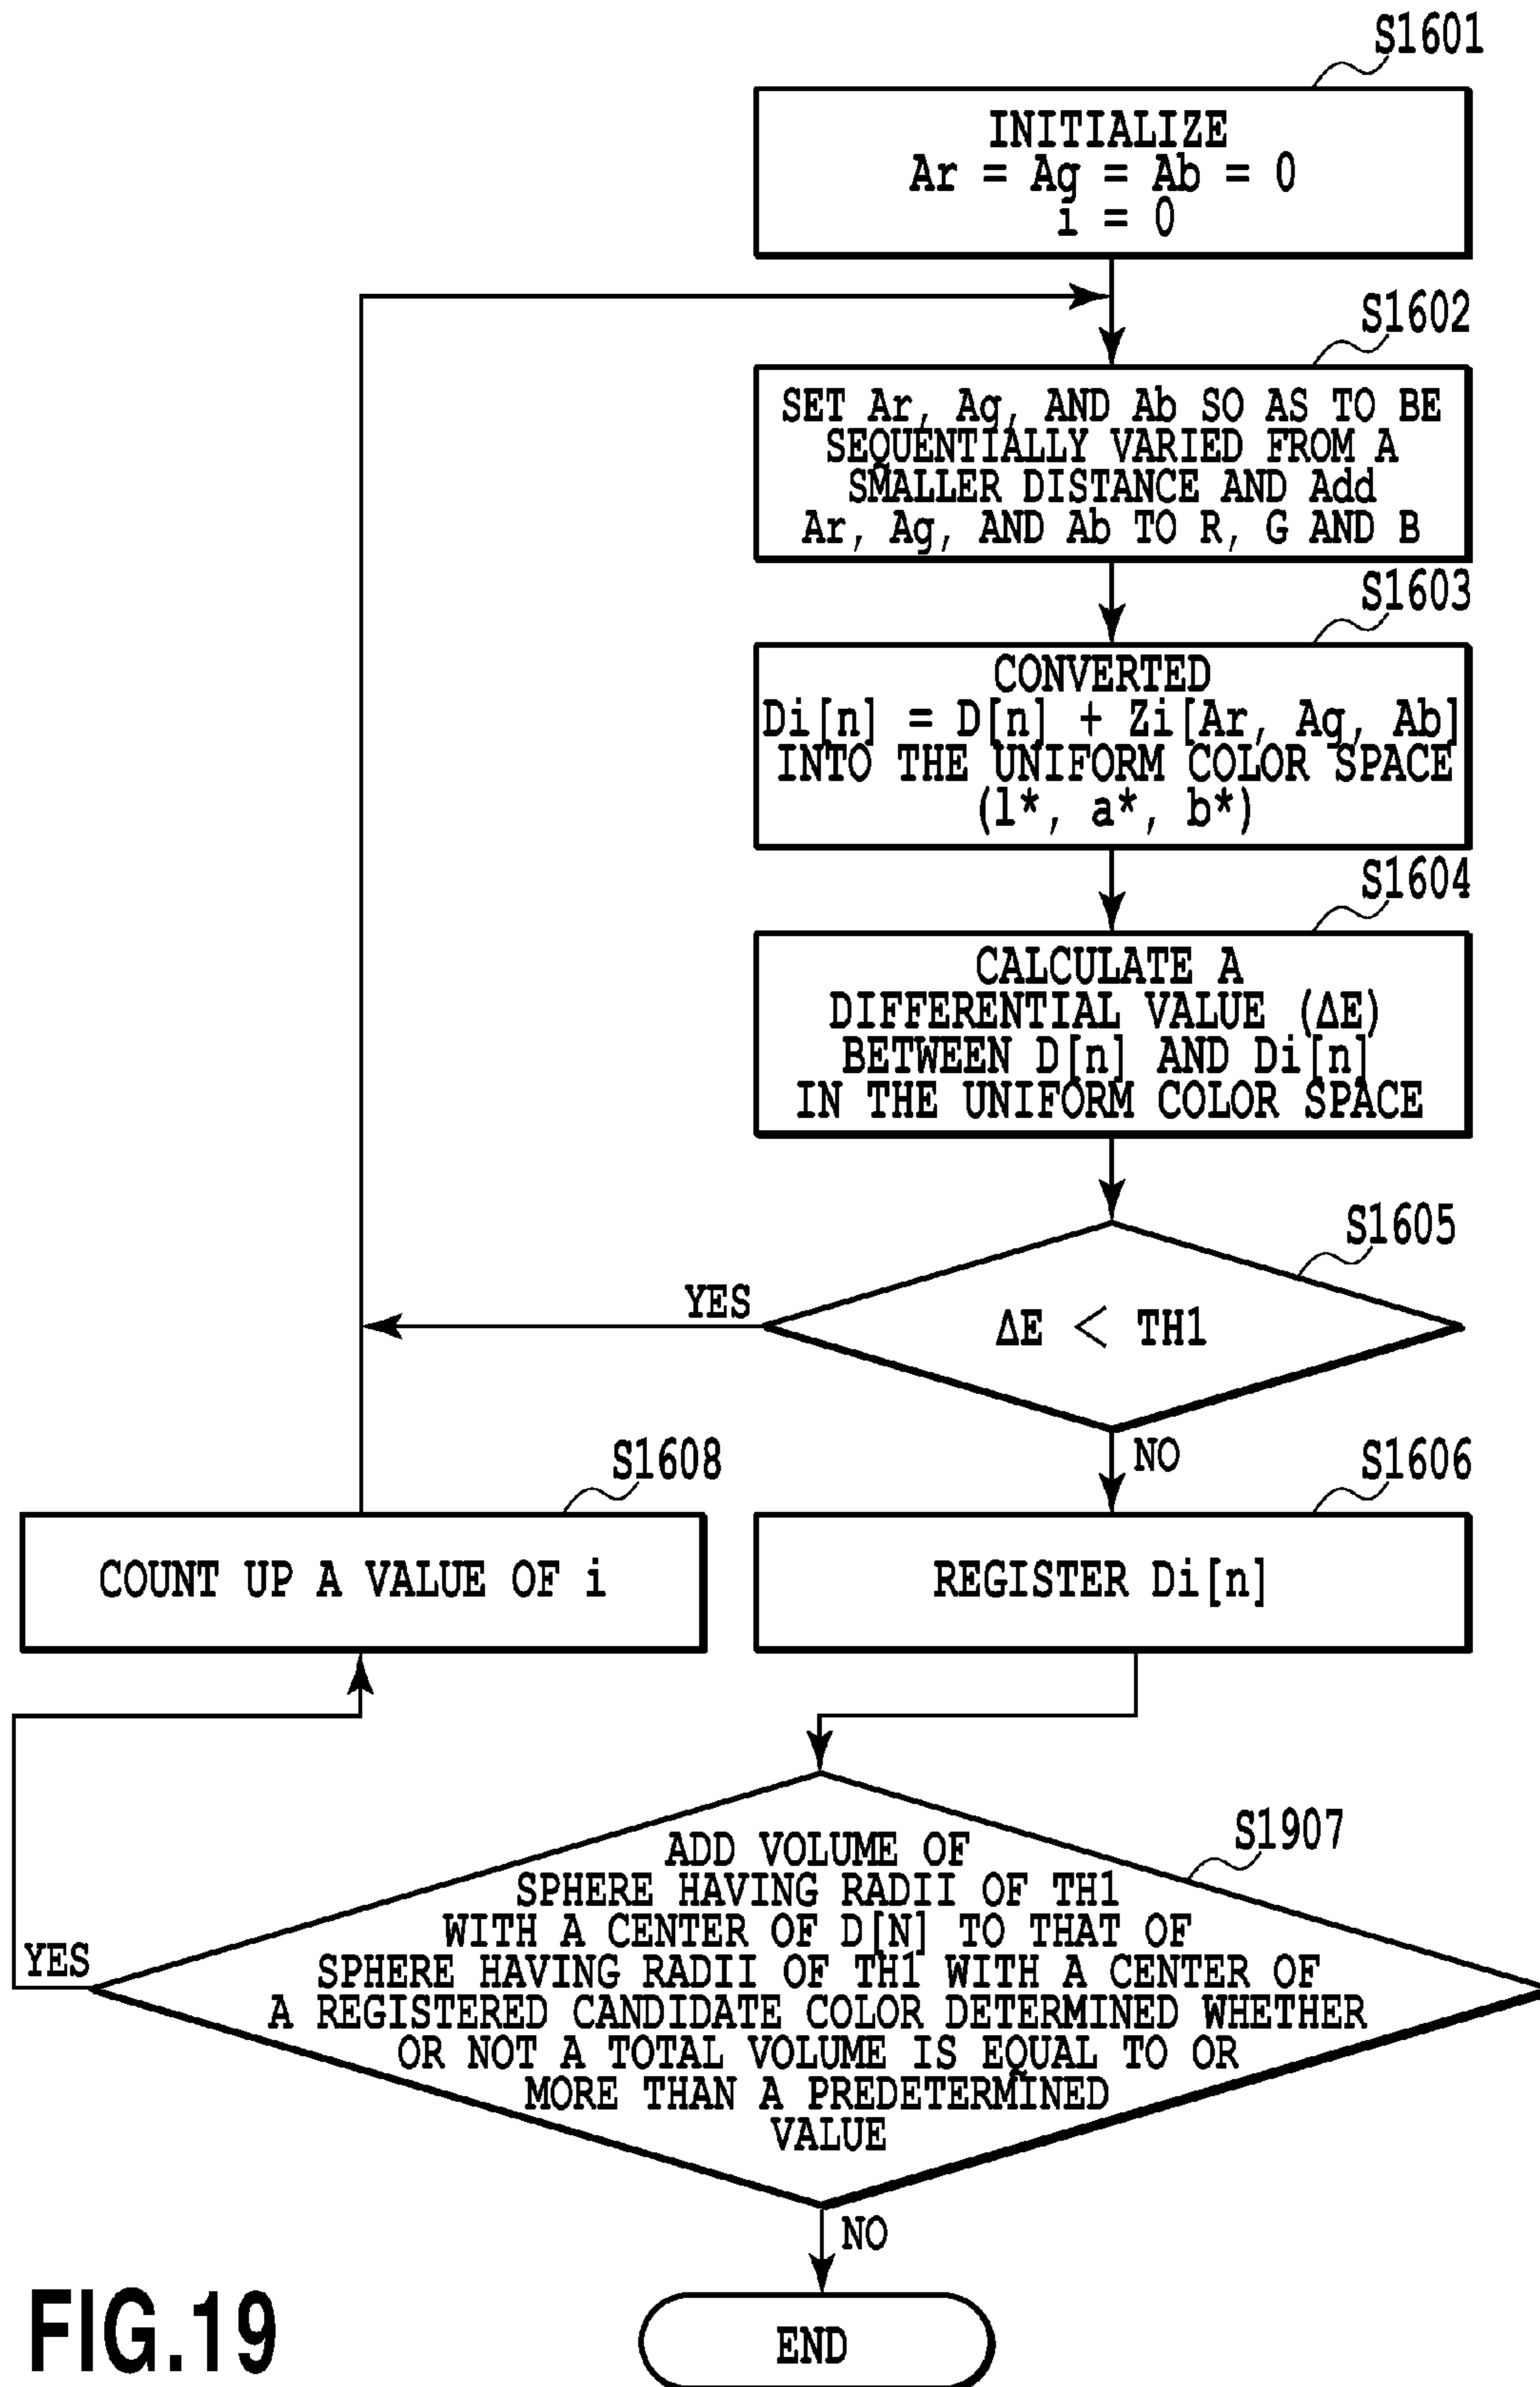 S1601
INITIALIZE
Ar = Ag = Ab = 0
i = 0
S1602
SET Ar, Ag, AND Ab SO AS TO BE
SEQUENTIALLY VARIED FROM A
SMALLER DISTANCE AND Add
Ar, Ag, AND Ab TO R, G AND B
S1603
CONVERTED
Di[n] = D[n] + Zi[Ar, Ag, Ab]
INTO THE UNIFORM COLOR SPACE
(l*, a*, b*)
S1604
CALCULATE A
DIFFERENTIAL VALUE (ΔE)
BETWEEN D[n] AND Di[n]
IN THE UNIFORM COLOR SPACE
S1605
YES
ΔE < TH1
NO
S1608
COUNT UP A VALUE OF i
S1606
REGISTER Di[n]
S1907
ADD VOLUME OF
SPHERE HAVING RADII OF TH1
WITH A CENTER OF D[N] TO THAT OF
SPHERE HAVING RADII OF TH1 WITH A CENTER OF
A REGISTERED CANDIDATE COLOR DETERMINED WHETHER
OR NOT A TOTAL VOLUME IS EQUAL TO OR
MORE THAN A PREDETERMINED
VALUE
YES
NO
END
FIG.19